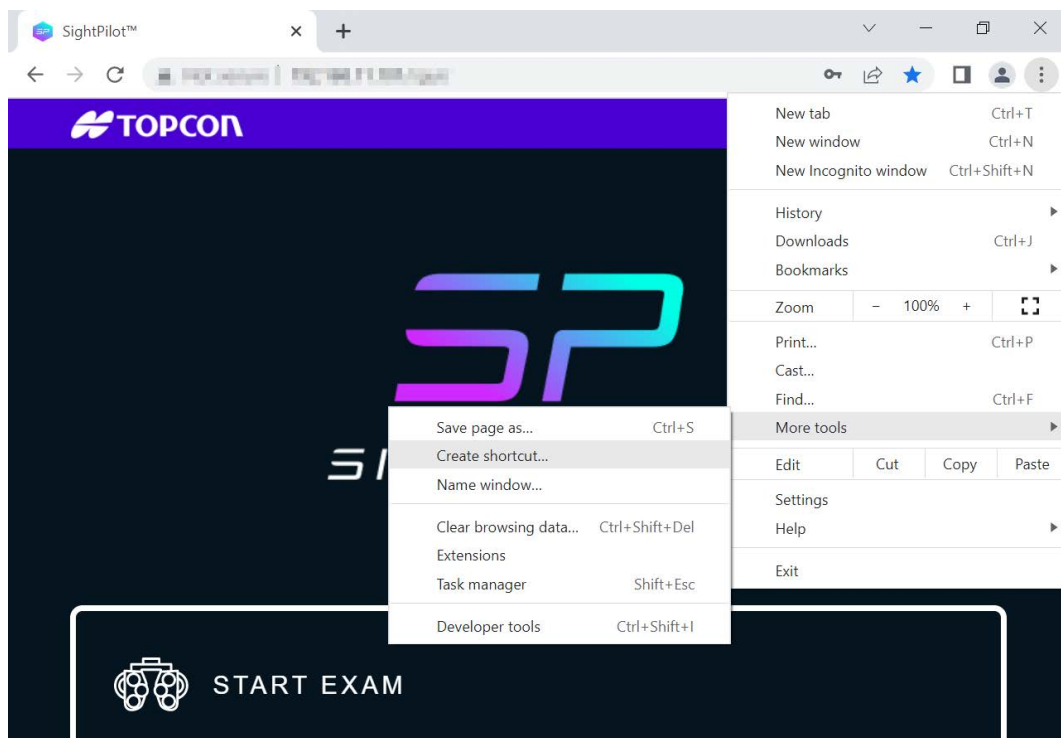 SightPilot™
TOPCON
New tab Ctrl+T
New window Ctrl+N
New Incognito window Ctrl+Shift+N
History
Downloads Ctrl+J
Bookmarks
Zoom - 100% +
Print... Ctrl+P
Cast...
Find... Ctrl+F
More tools
Edit Cut Copy Paste
Settings
Help
Exit
SP
Save page as... Ctrl+S
Create shortcut...
Name window...
Clear browsing data... Ctrl+Shift+Del
Extensions
Task manager Shift+Esc
Developer tools Ctrl+Shift+I
START EXAM